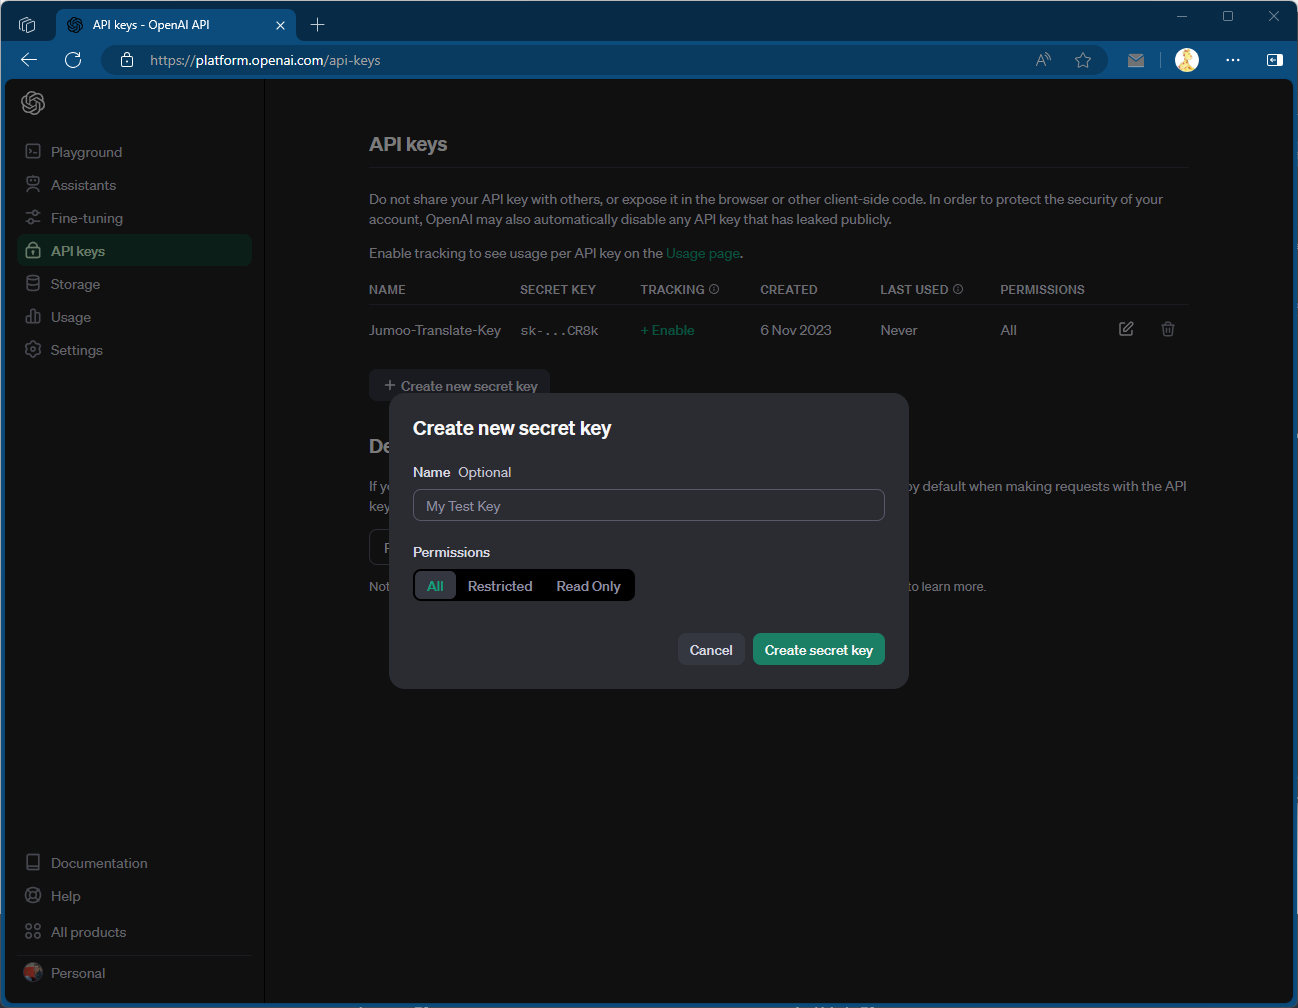 API keys - OpenAI API
https://platform.openai.com/api-keys
Playground
Assistants
Fine-tuning
API keys
Storage
Usage
Settings
Documentation
Help
All products
Personal
API keys
Do not share your API key with others, or expose it in the browser or other client-side code. In order to protect the security of your
account, OpenAI may also automatically disable any API key that has leaked publicly.
Enable tracking to see usage per API key on the Usage page.
NAME SECRET KEY TRACKING CREATED LAST USED PERMISSIONS
Jumoo-Translate-Key sk-...CR8k + Enable 6 Nov 2023 Never All
+ Create new secret key
De
If y by default when making requests with the API
key
Not to learn more.
Create new secret key
Name Optional
My Test Key
Permissions
All Restricted Read Only
Cancel Create secret key